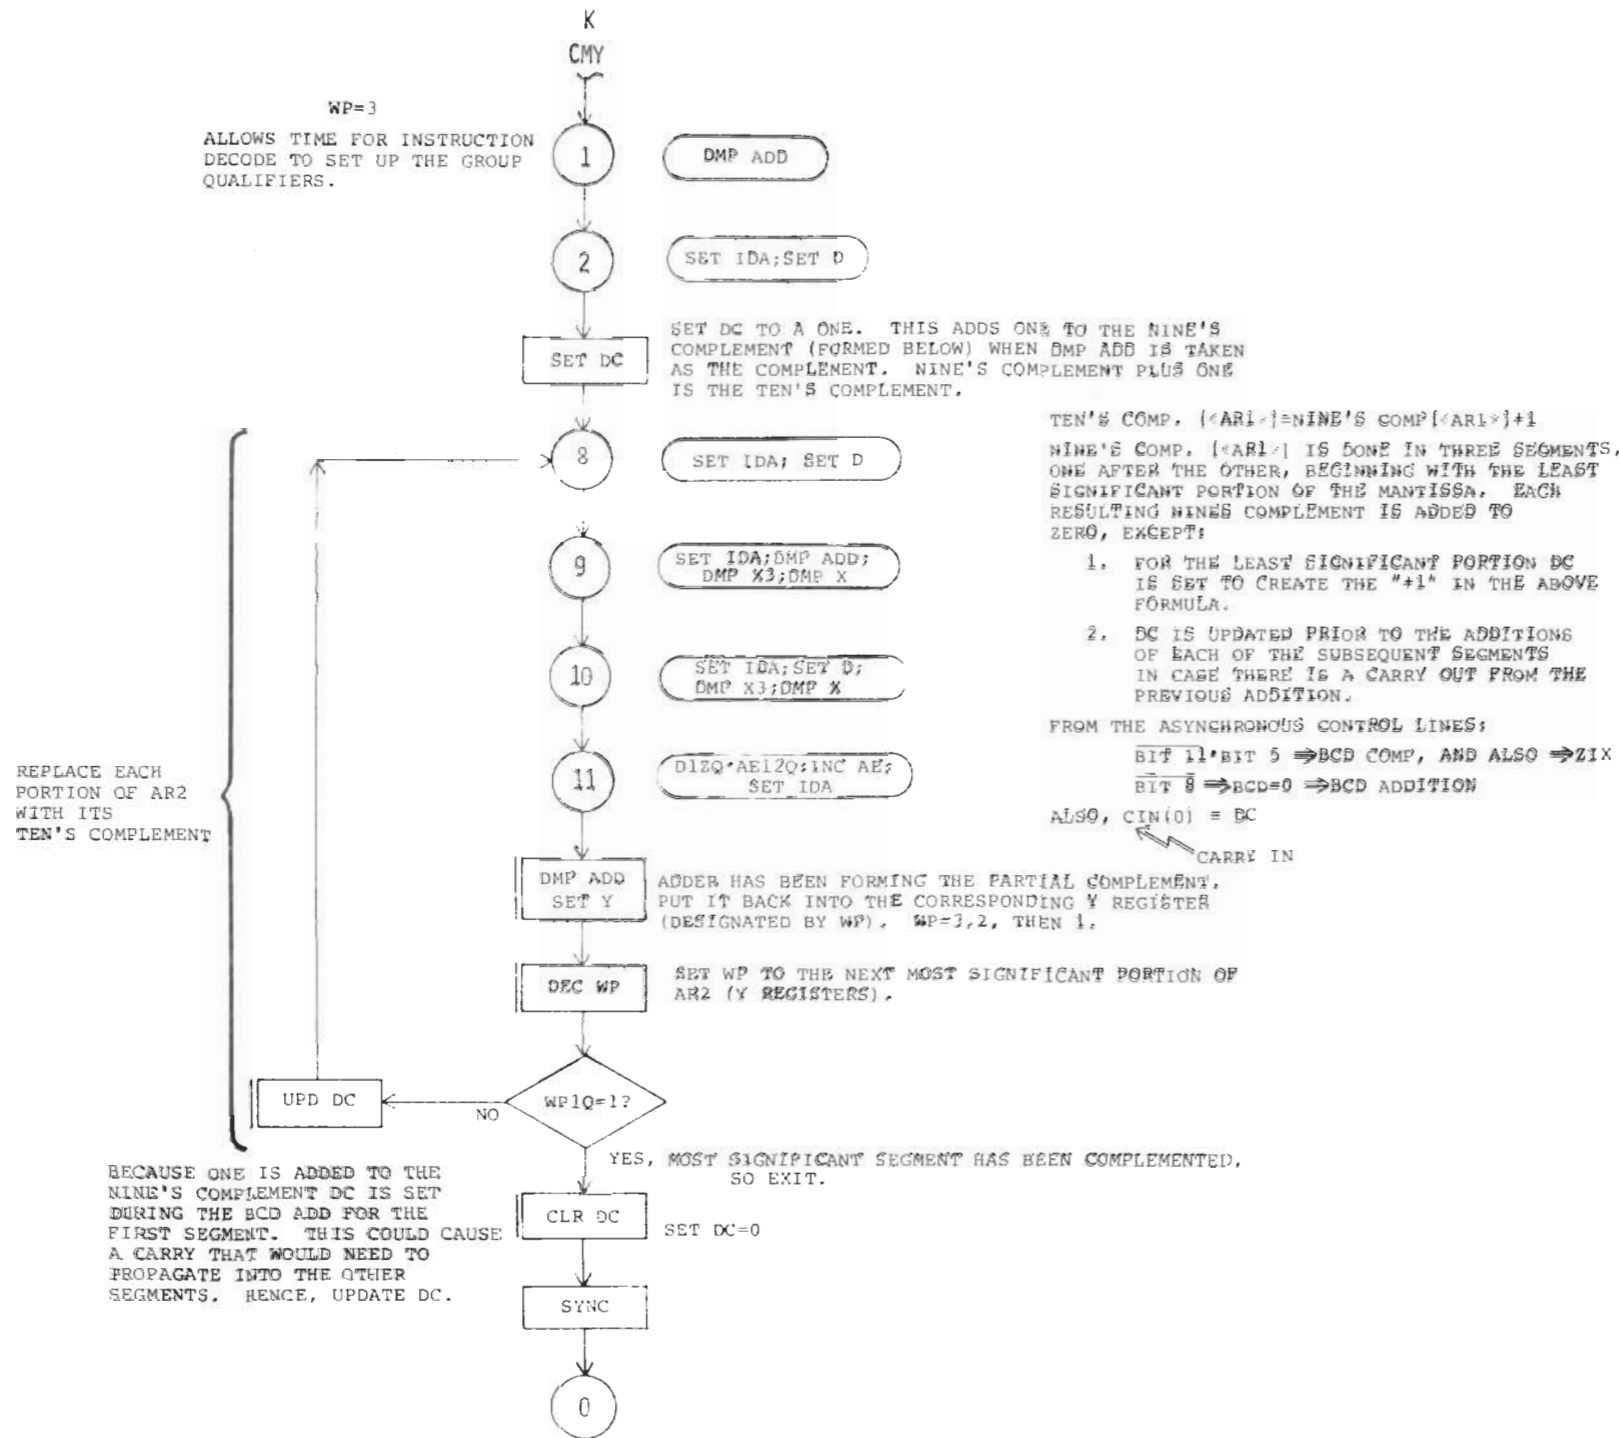 K
CMY
WP=3
ALLOWS TIME FOR INSTRUCTION
DECODE TO SET UP THE GROUP
QUALIFIERS.
1
DMP ADD
2
SET IDA;SET D
SET DC
SET DC TO A ONE. THIS ADDS ONE TO THE NINE'S
COMPLEMENT (FORMED BELOW) WHEN DMP ADD IS TAKEN
AS THE COMPLEMENT. NINE'S COMPLEMENT PLUS ONE
IS THE TEN'S COMPLEMENT.
8
SET IDA; SET D
9
SET IDA;DMP ADD;
DMP X3;DMP X
10
SET IDA;SET D;
DMP X3;DMP X
11
D1ZQ·AE12Q:INC AE;
SET IDA
TEN'S COMP. {<AR1>}=NINE'S COMP{<AR1>}+1
NINE'S COMP. {<AR1>} IS DONE IN THREE SEGMENTS,
ONE AFTER THE OTHER, BEGINNING WITH THE LEAST
SIGNIFICANT PORTION OF THE MANTISSA. EACH
RESULTING NINES COMPLEMENT IS ADDED TO
ZERO, EXCEPT:
1. FOR THE LEAST SIGNIFICANT PORTION DC
IS SET TO CREATE THE "+1" IN THE ABOVE
FORMULA.
2. DC IS UPDATED PRIOR TO THE ADDITIONS
OF EACH OF THE SUBSEQUENT SEGMENTS
IN CASE THERE IS A CARRY OUT FROM THE
PREVIOUS ADDITION.
FROM THE ASYNCHRONOUS CONTROL LINES:
BIT 11·BIT 5 ⇒BCD COMP, AND ALSO ⇒ZIX
BIT 8 ⇒BCD=0 ⇒BCD ADDITION
ALSO, CIN(0) ≡ DC
CARRY IN
REPLACE EACH
PORTION OF AR2
WITH ITS
TEN'S COMPLEMENT
DMP ADD
SET Y
ADDER HAS BEEN FORMING THE PARTIAL COMPLEMENT.
PUT IT BACK INTO THE CORRESPONDING Y REGISTER
(DESIGNATED BY WP). WP=3,2, THEN 1.
DEC WP
SET WP TO THE NEXT MOST SIGNIFICANT PORTION OF
AR2 (Y REGISTERS).
UPD DC
NO
WP1Q=1?
YES, MOST SIGNIFICANT SEGMENT HAS BEEN COMPLEMENTED,
SO EXIT.
BECAUSE ONE IS ADDED TO THE
NINE'S COMPLEMENT DC IS SET
DURING THE BCD ADD FOR THE
FIRST SEGMENT. THIS COULD CAUSE
A CARRY THAT WOULD NEED TO
PROPAGATE INTO THE OTHER
SEGMENTS. HENCE, UPDATE DC.
CLR DC
SET DC=0
SYNC
0